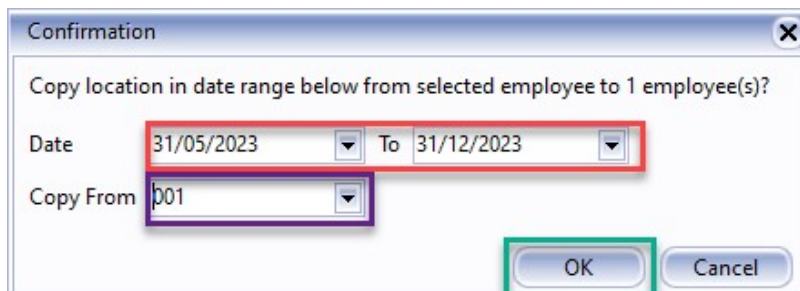 Confirmation
Copy location in date range below from selected employee to 1 employee(s)?
Date 31/05/2023 To 31/12/2023
Copy From 001
OK Cancel